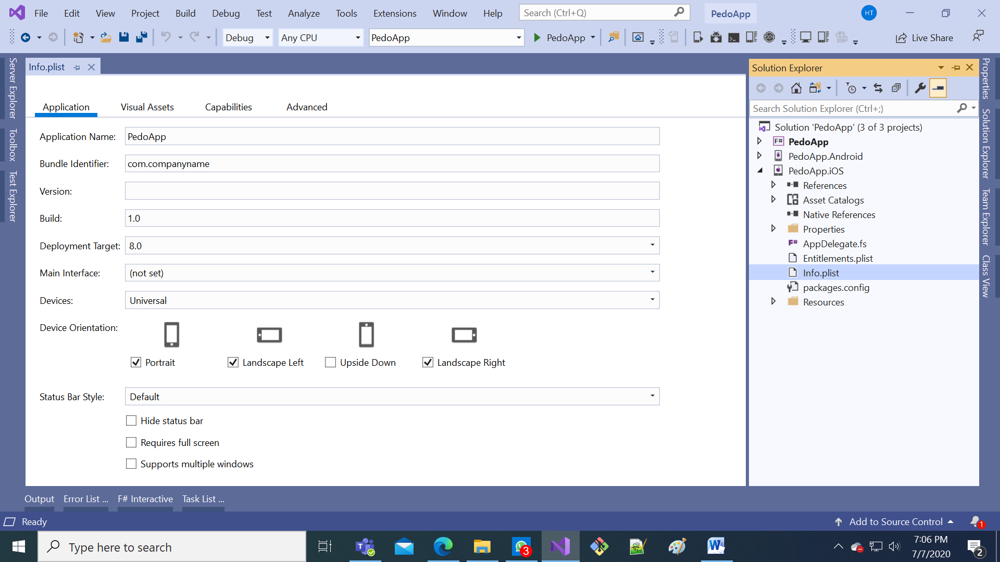 File Edit View Project Build Debug Test Analyze Tools Extensions Window Help Search (Ctrl+Q) PedoApp HT
Debug Any CPU PedoApp PedoApp Live Share
Server Explorer
Toolbox
Test Explorer
Info.plist
Application Visual Assets Capabilities Advanced
Application Name: PedoApp
Bundle Identifier: com.companyname
Version:
Build: 1.0
Deployment Target: 8.0
Main Interface: (not set)
Devices: Universal
Device Orientation:
Portrait Landscape Left Upside Down Landscape Right
Status Bar Style: Default
Hide status bar
Requires full screen
Supports multiple windows
Solution Explorer
Search Solution Explorer (Ctrl+;)
Solution 'PedoApp' (3 of 3 projects)
F# PedoApp
PedoApp.Android
PedoApp.iOS
References
Asset Catalogs
Native References
Properties
F# AppDelegate.fs
Entitlements.plist
Info.plist
packages.config
Resources
Properties
Solution Explorer
Team Explorer
Class View
Output Error List ... F# Interactive Task List ...
Ready Add to Source Control 1
Type here to search T 3 W 7:06 PM 2
7/7/2020